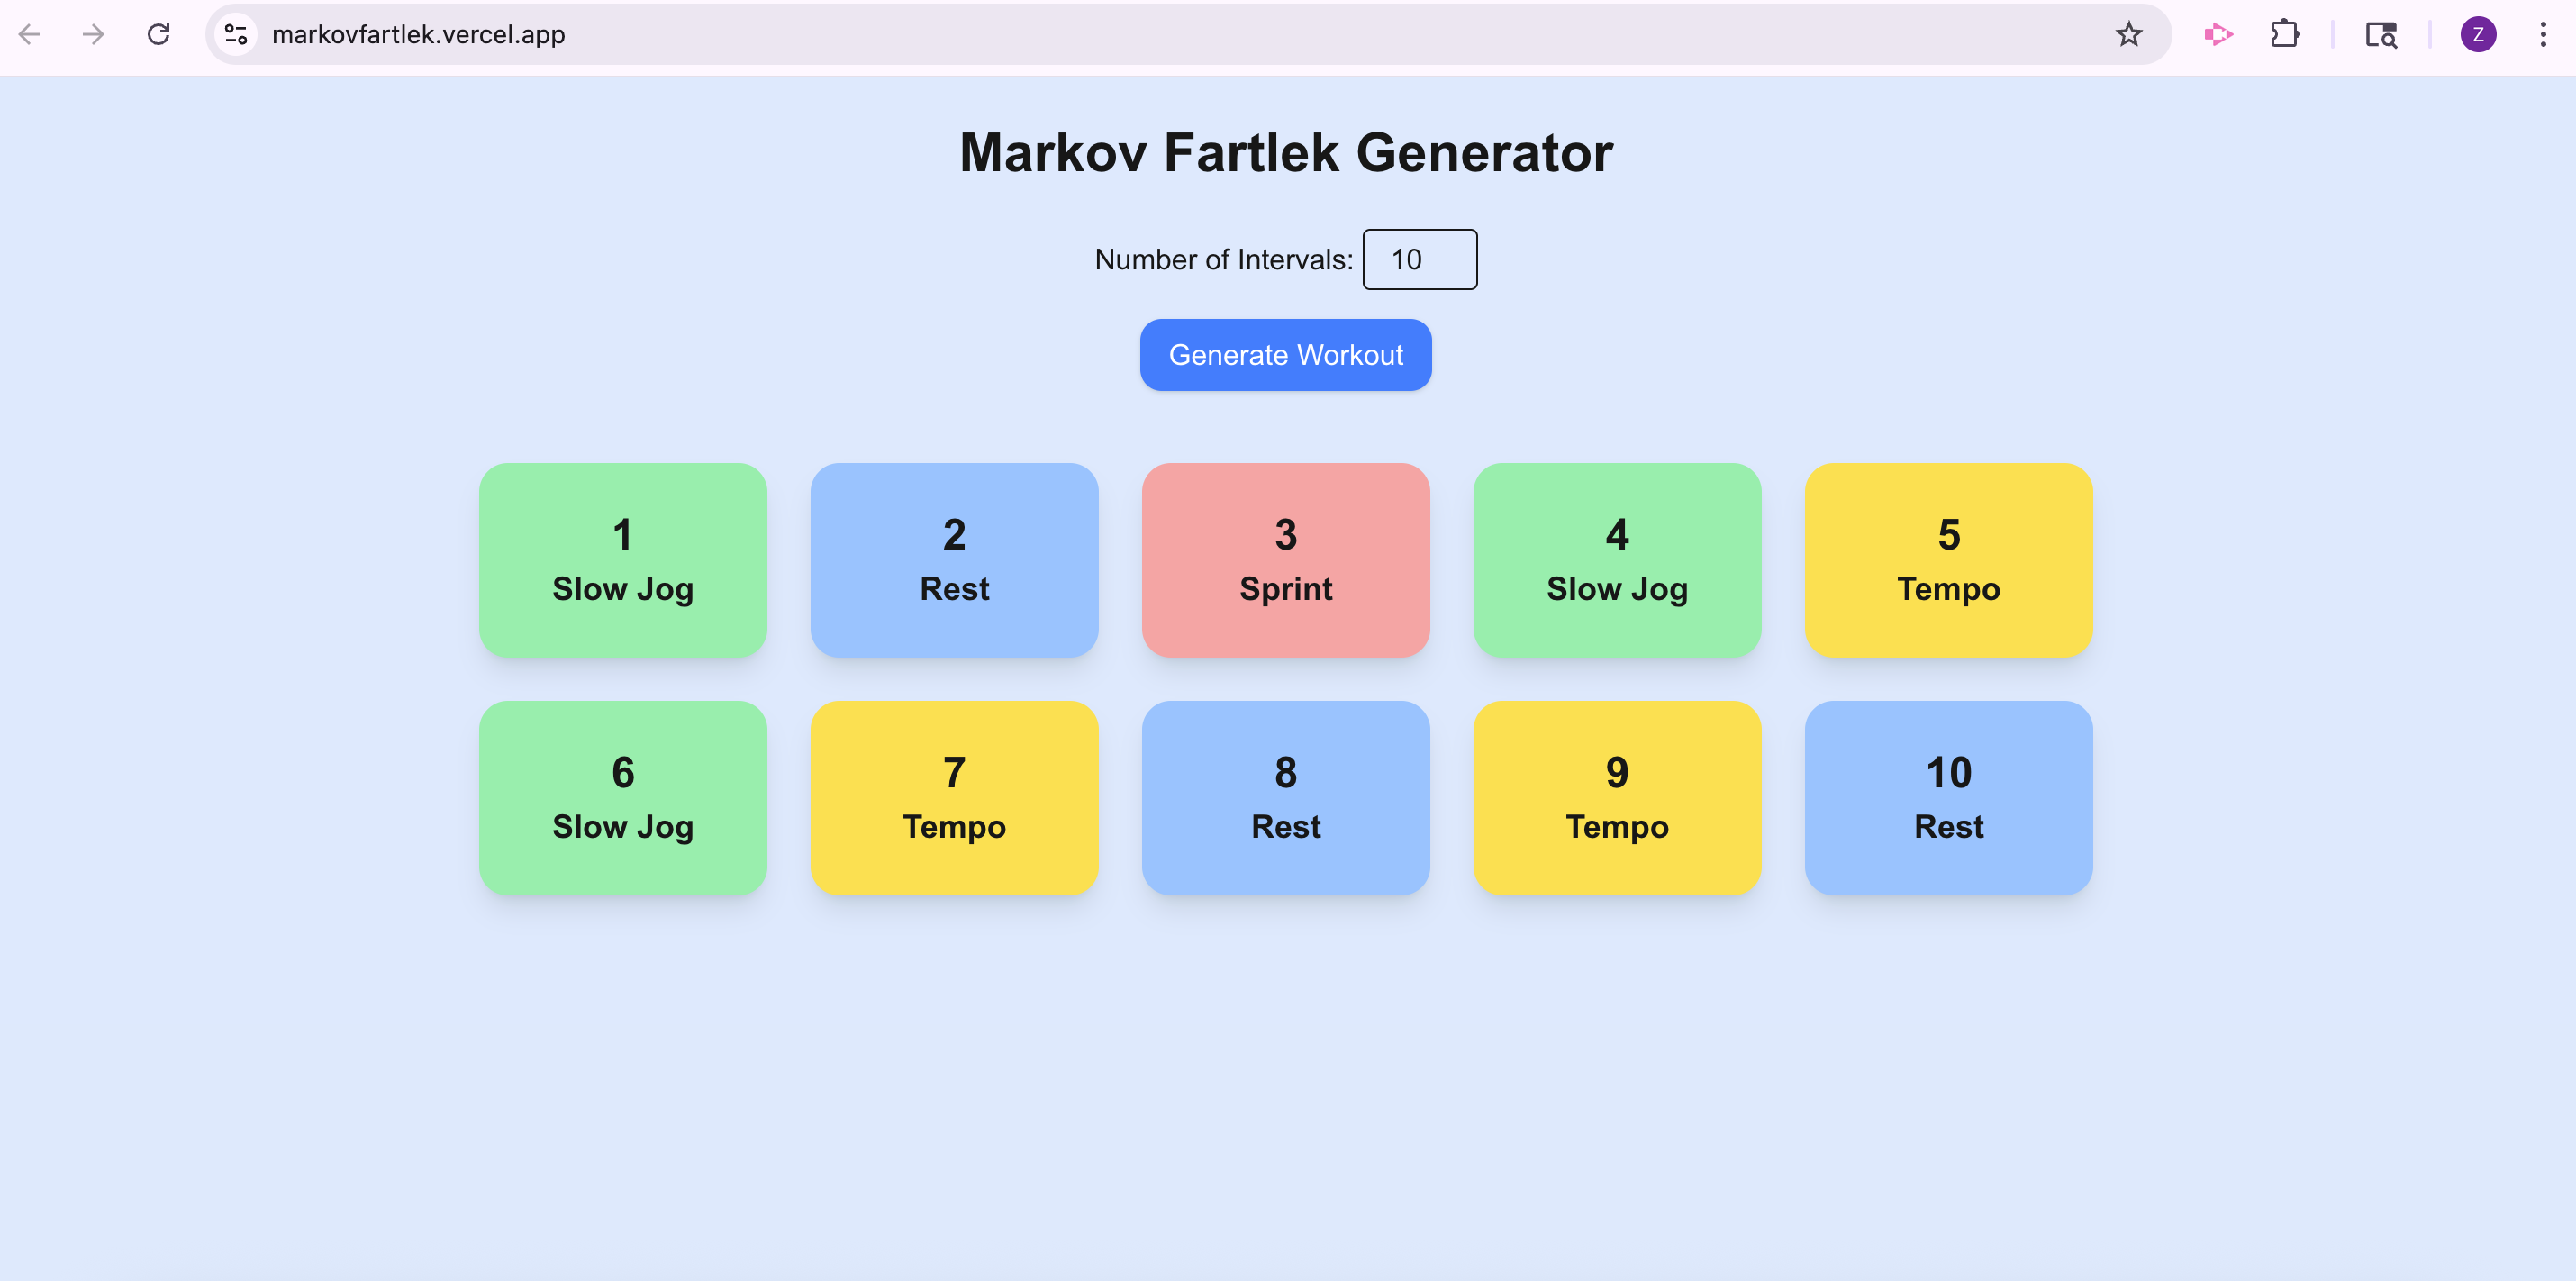 markovfartlek.vercel.app
Z
Markov Fartlek Generator
Number of Intervals: 10
Generate Workout
1
Slow Jog
2
Rest
3
Sprint
4
Slow Jog
5
Tempo
6
Slow Jog
7
Tempo
8
Rest
9
Tempo
10
Rest